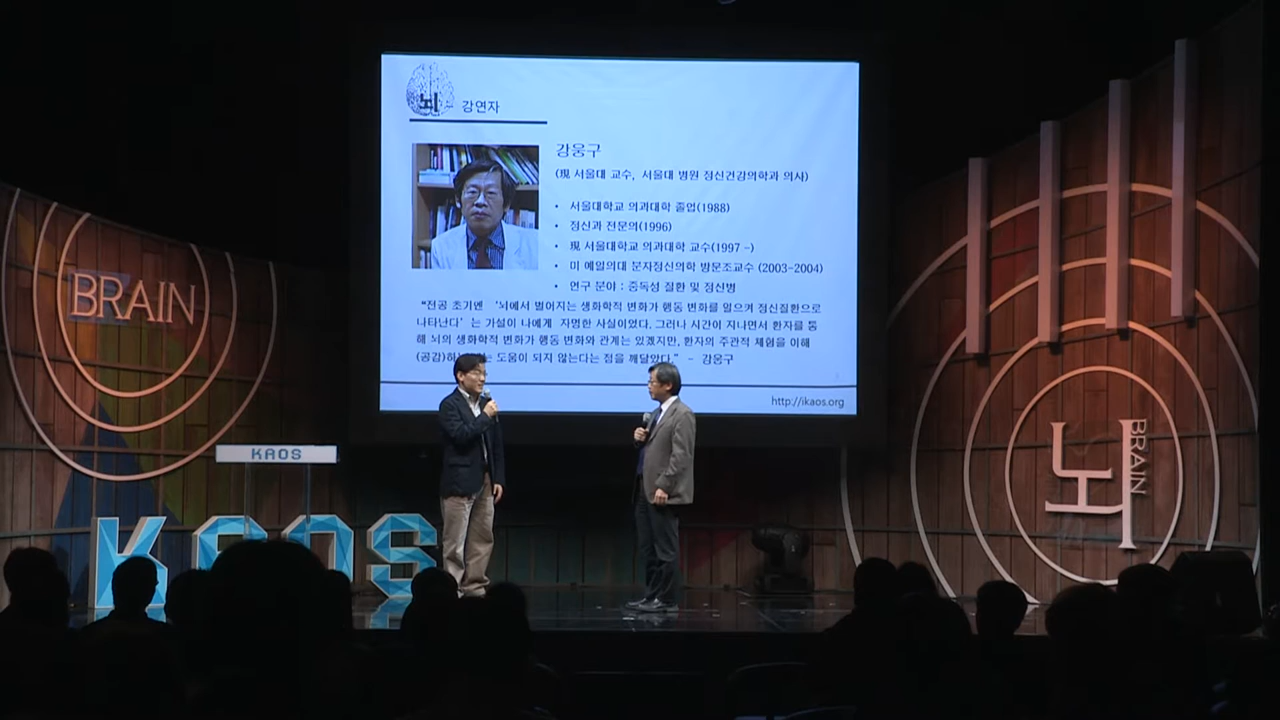 뇌 강연자
강웅구
(現 서울대 교수, 서울대 병원 정신건강의학과 의사)
• 서울대학교 의과대학 졸업(1988)
• 정신과 전문의(1996)
• 現 서울대학교 의과대학 교수(1997 -)
• 미 예일의대 분자정신의학 방문조교수 (2003-2004)
• 연구 분야 : 중독성 질환 및 정신병
“전공 초기엔 ‘뇌에서 벌어지는 생화학적 변화가 행동 변화를 일으켜 정신질환으로
나타난다’ 는 가설이 나에게 자명한 사실이었다. 그러나 시간이 지나면서 환자를 통
해 뇌의 생화학적 변화가 행동 변화와 관계는 있겠지만, 환자의 주관적 체험을 이해
(공감)하 는 도움이 되지 않는다는 점을 깨달았다.” - 강웅구
http://ikaos.org
BRAIN
KAOS
KAOS
뇌
BRAIN